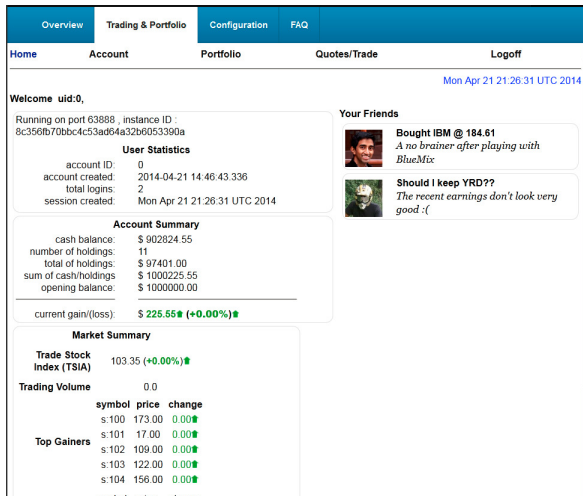 Overview Trading & Portfolio Configuration FAQ
Home Account Portfolio Quotes/Trade Logoff
Mon Apr 21 21:26:31 UTC 2014
Welcome uid:0,
Running on port 63888 , instance ID :
8c356fb70bbc4c53ad64a32b6053390a
User Statistics
account ID: 0
account created: 2014-04-21 14:46:43.336
total logins: 2
session created: Mon Apr 21 21:26:31 UTC 2014
Account Summary
cash balance: $ 902824.55
number of holdings: 11
total of holdings: $ 97401.00
sum of cash/holdings $ 1000225.55
opening balance: $ 1000000.00
current gain/(loss): $ 225.55 (+0.00%)
Market Summary
Trade Stock
Index (TSIA) 103.35 (+0.00%)
Trading Volume 0.0
symbol price change
Top Gainers
s:100 173.00 0.00
s:101 17.00 0.00
s:102 109.00 0.00
s:103 122.00 0.00
s:104 156.00 0.00
Your Friends
Bought IBM @ 184.61
A no brainer after playing with
BlueMix
Should I keep YRD??
The recent earnings don't look very
good :(